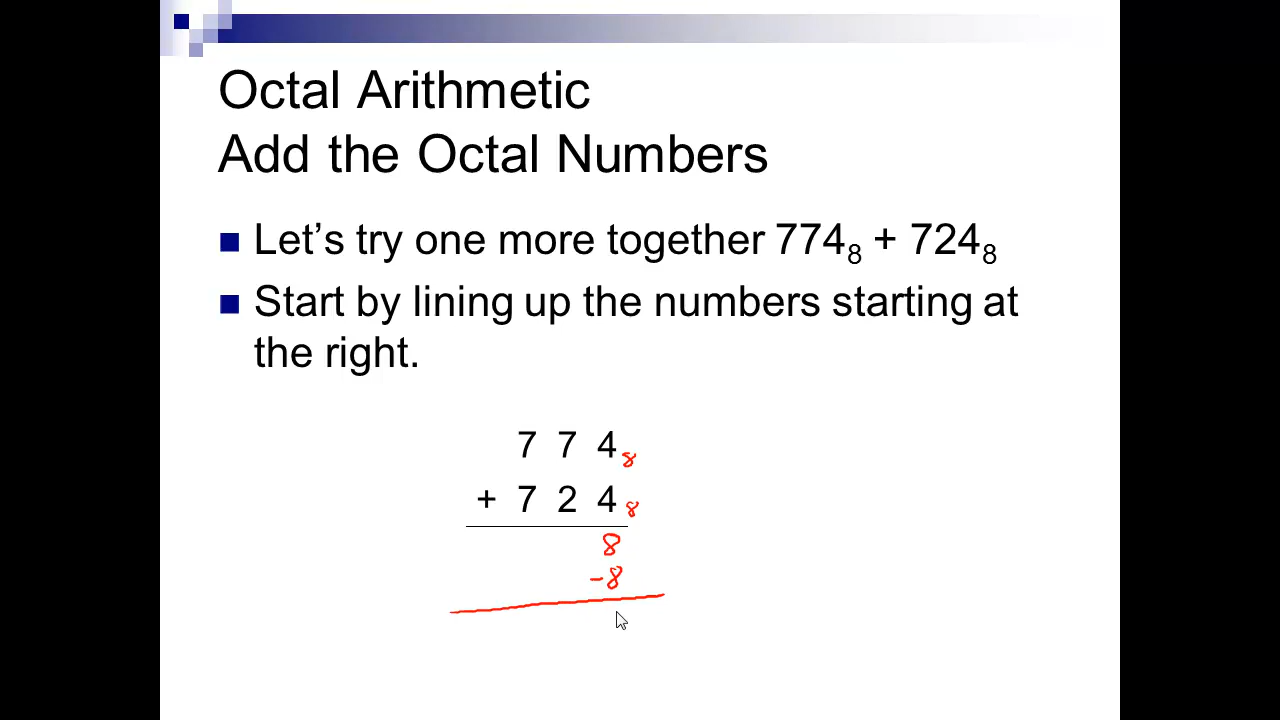 Octal Arithmetic
Add the Octal Numbers
Let’s try one more together 774₈ + 724₈
Start by lining up the numbers starting at
the right.
7 7 4₈
+ 7 2 4₈
8
-8